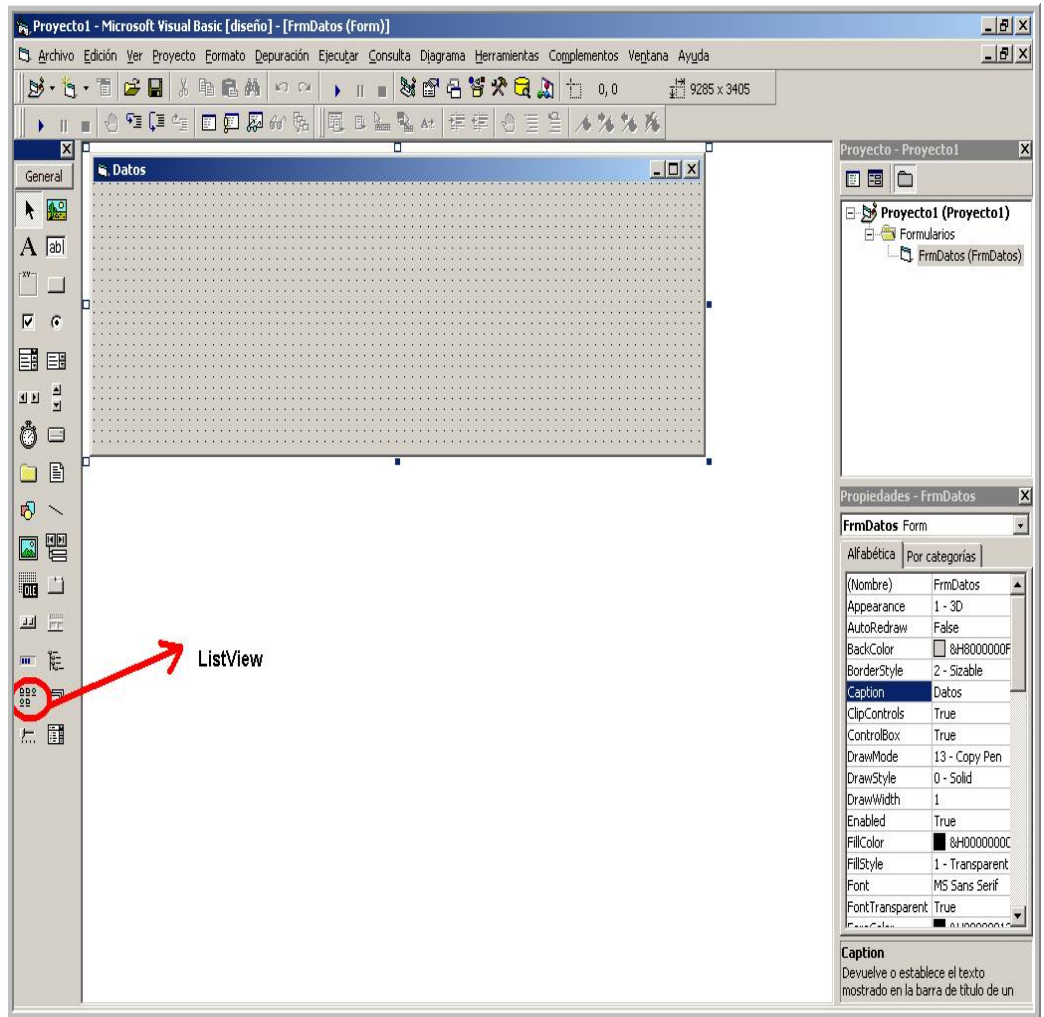 Proyecto1 - Microsoft Visual Basic [diseño] - [FrmDatos (Form)]
Archivo Edición Ver Proyecto Formato Depuración Ejecutar Consulta Diagrama Herramientas Complementos Ventana Ayuda
0, 0 9285 x 3405
General
A ab|
XY
OLE
Datos
ListView
Proyecto - Proyecto1
Proyecto1 (Proyecto1)
Formularios
FrmDatos (FrmDatos)
Propiedades - FrmDatos
FrmDatos Form
Alfabética Por categorías
(Nombre) FrmDatos
Appearance 1 - 3D
AutoRedraw False
BackColor &H8000000F
BorderStyle 2 - Sizable
Caption Datos
ClipControls True
ControlBox True
DrawMode 13 - Copy Pen
DrawStyle 0 - Solid
DrawWidth 1
Enabled True
FillColor &H0000000
FillStyle 1 - Transparent
Font MS Sans Serif
FontTransparent True
Caption
Devuelve o establece el texto
mostrado en la barra de título de un